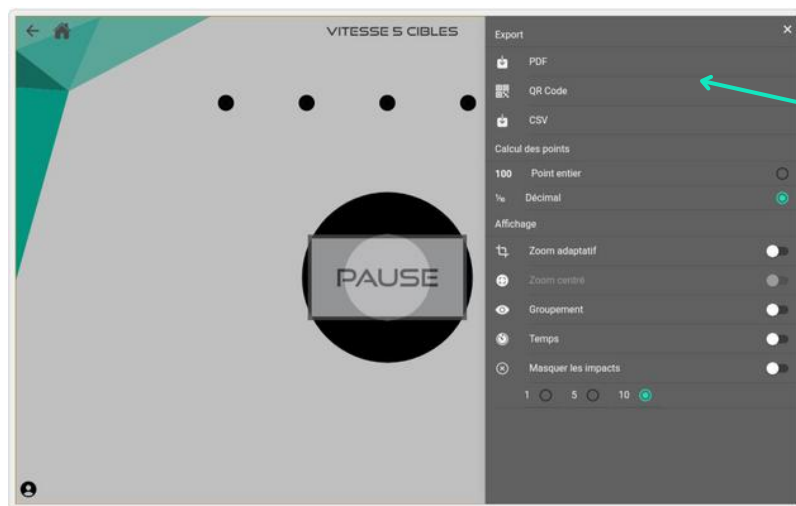 VITESSE 5 CIBLES
PAUSE
Export
PDF
QR Code
CSV
Calcul des points
100 Point entier
1/10 Décimal
Affichage
Zoom adaptatif
Zoom centré
Groupement
Temps
Masquer les impacts
1 5 10